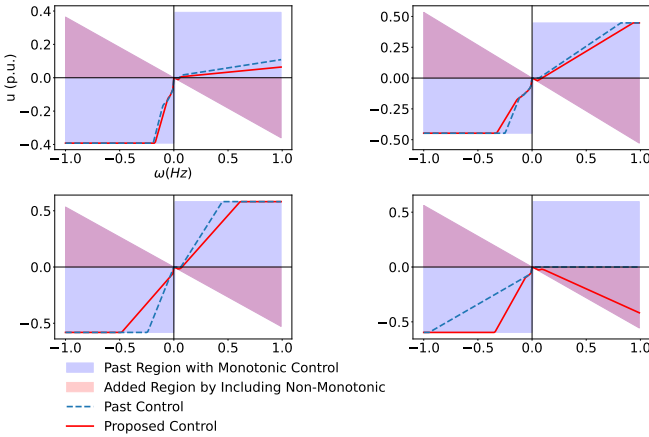 0.4
0.2
0.0
−0.2
−0.4
u (p.u.)
−1.0 −0.5 0.0 0.5 1.0
ω(Hz)
0.50
0.25
0.00
−0.25
−0.50
−1.0 −0.5 0.0 0.5 1.0
0.5
0.0
−0.5
−1.0 −0.5 0.0 0.5 1.0
0.5
0.0
−0.5
−1.0 −0.5 0.0 0.5 1.0
Past Region with Monotonic Control
Added Region by Including Non-Monotonic
Past Control
Proposed Control